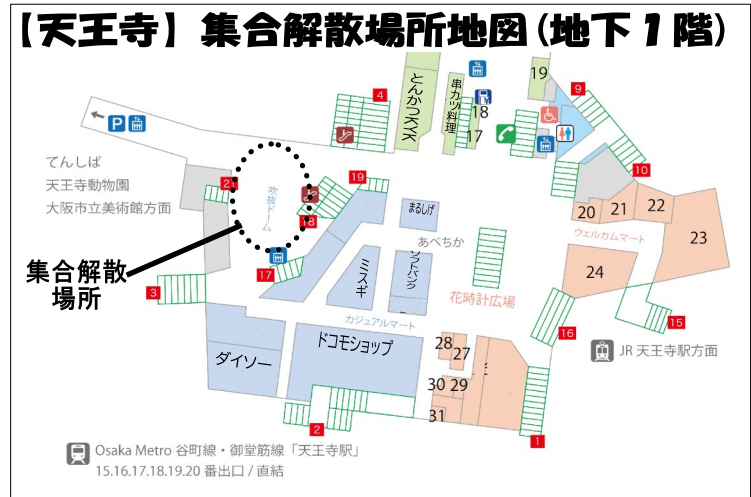 【天王寺】集合解散場所地図(地下1階)
4
とんかつKYK
串カツ料理
18
17
19
9
P
てんしば
天王寺動物園
大阪市立美術館方面
21
吹抜ドーム
18
19
10
まるしげ
あべちか
20
21
22
23
ウェルカムマート
24
集合解散
場所
17
3
ミスギ
ソフトバンク
花時計広場
カジュアルマート
16
15
JR 天王寺駅方面
ダイソー
ドコモショップ
28
27
30
29
31
2
1
Osaka Metro 谷町線・御堂筋線「天王寺駅」
15.16.17.18.19.20 番出口 / 直結